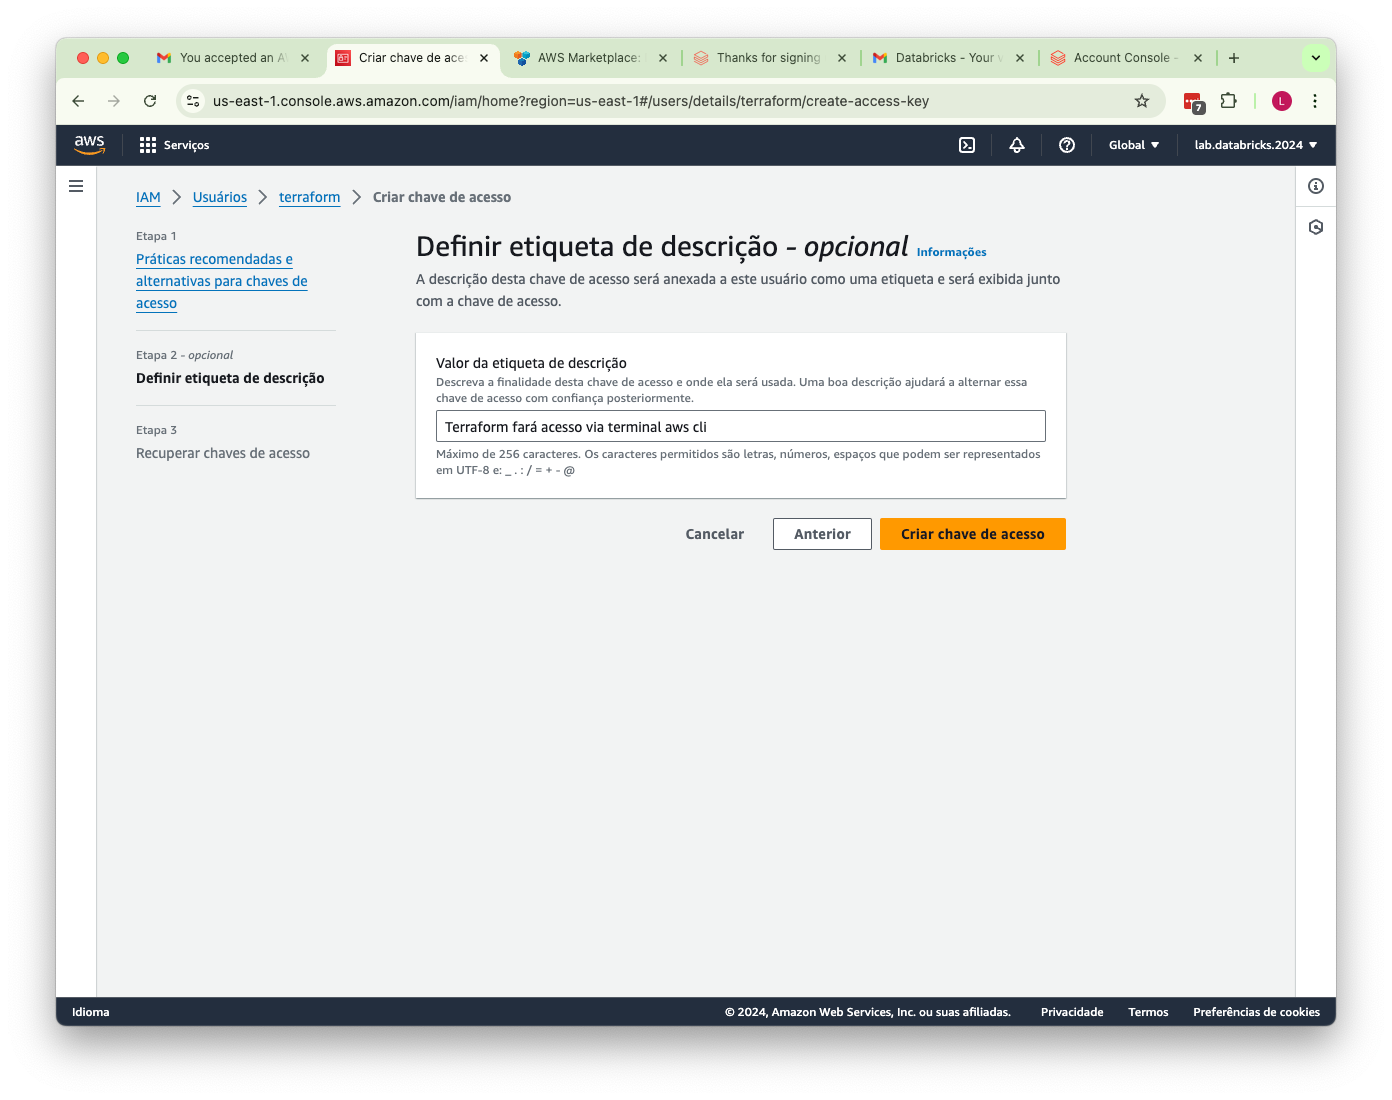 You accepted an A
Criar chave de ace
AWS Marketplace:
Thanks for signing
Databricks - Your
Account Console -
us-east-1.console.aws.amazon.com/iam/home?region=us-east-1#/users/details/terraform/create-access-key
7
L
aws
Serviços
Global
lab.databricks.2024
IAM
Usuários
terraform
Criar chave de acesso
Etapa 1
Práticas recomendadas e
alternativas para chaves de
acesso
Etapa 2 - opcional
Definir etiqueta de descrição
Etapa 3
Recuperar chaves de acesso
Definir etiqueta de descrição - opcional Informações
A descrição desta chave de acesso será anexada a este usuário como uma etiqueta e será exibida junto
com a chave de acesso.
Valor da etiqueta de descrição
Descreva a finalidade desta chave de acesso e onde ela será usada. Uma boa descrição ajudará a alternar essa
chave de acesso com confiança posteriormente.
Terraform fará acesso via terminal aws cli
Máximo de 256 caracteres. Os caracteres permitidos são letras, números, espaços que podem ser representados
em UTF-8 e: _ . : / = + - @
Cancelar
Anterior
Criar chave de acesso
Idioma
© 2024, Amazon Web Services, Inc. ou suas afiliadas.
Privacidade
Termos
Preferências de cookies